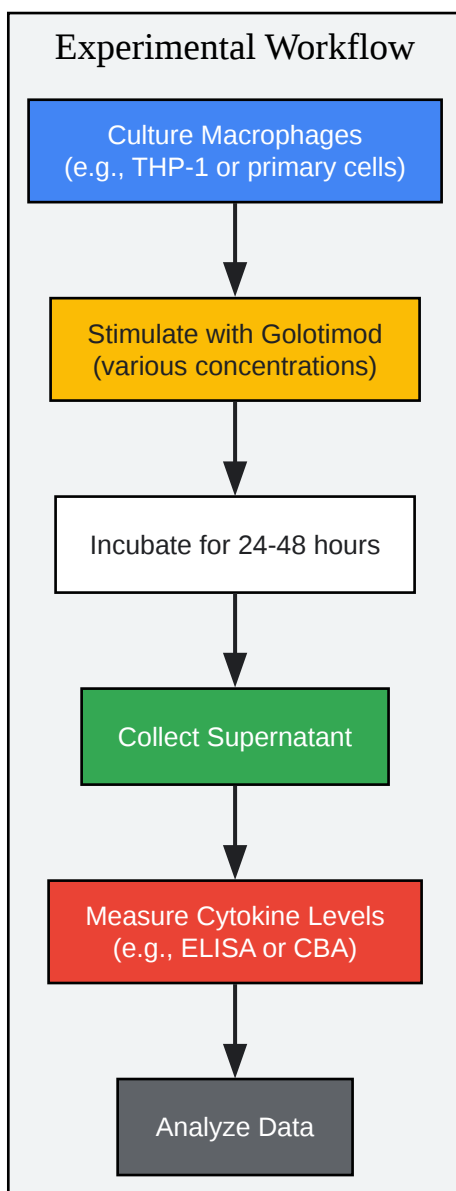 Experimental Workflow
Culture Macrophages
(e.g., THP-1 or primary cells)
Stimulate with Golotimod
(various concentrations)
Incubate for 24-48 hours
Collect Supernatant
Measure Cytokine Levels
(e.g., ELISA or CBA)
Analyze Data